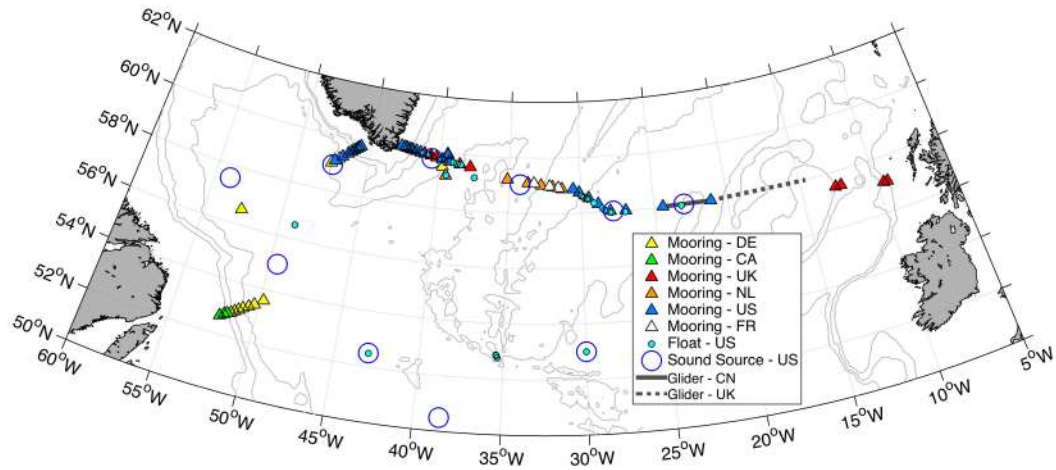 62°N
60°N
58°N
56°N
54°N
52°N
50°N
60°W
55°W
50°W
45°W
40°W
35°W
30°W
25°W
20°W
15°W
10°W
5°W
Mooring - DE
Mooring - CA
Mooring - UK
Mooring - NL
Mooring - US
Mooring - FR
Float - US
Sound Source - US
Glider - CN
Glider - UK